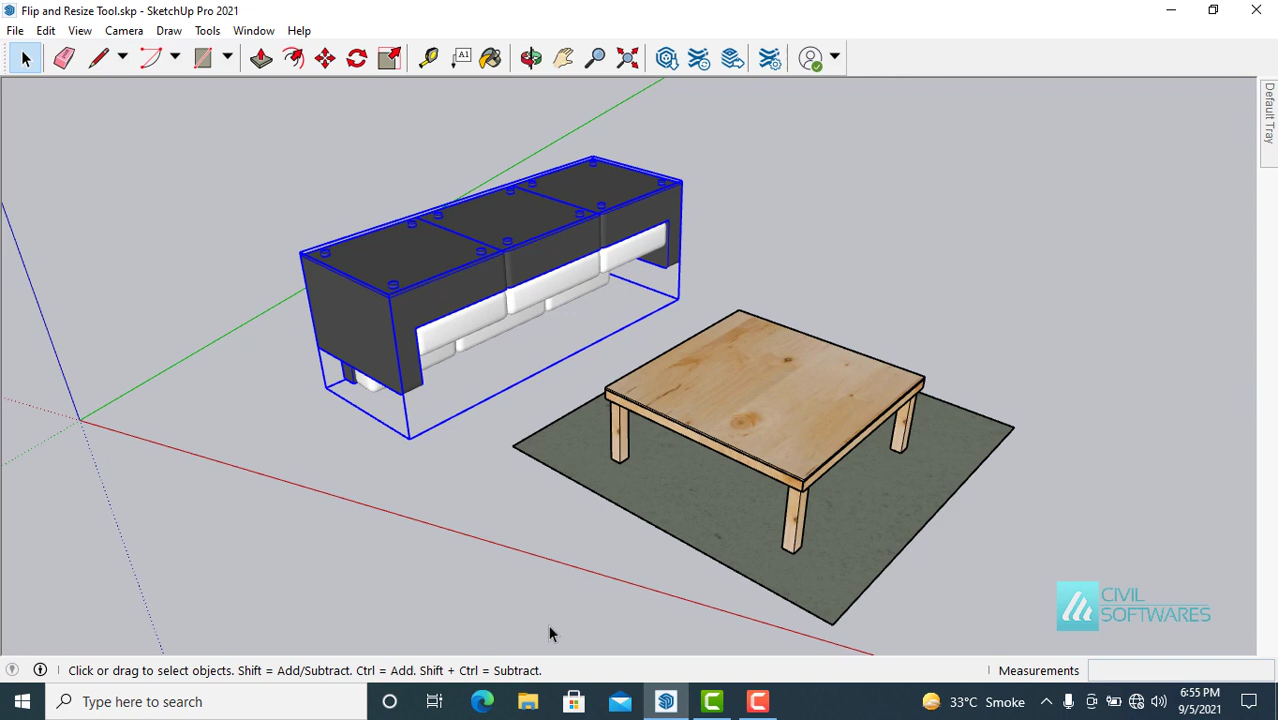 Flip and Resize Tool.skp - SketchUp Pro 2021
File Edit View Camera Draw Tools Window Help
A1
Default Tray
CIVIL
SOFTWARES
Click or drag to select objects. Shift = Add/Subtract. Ctrl = Add. Shift + Ctrl = Subtract.
Measurements
Type here to search
33°C Smoke
6:55 PM
9/5/2021